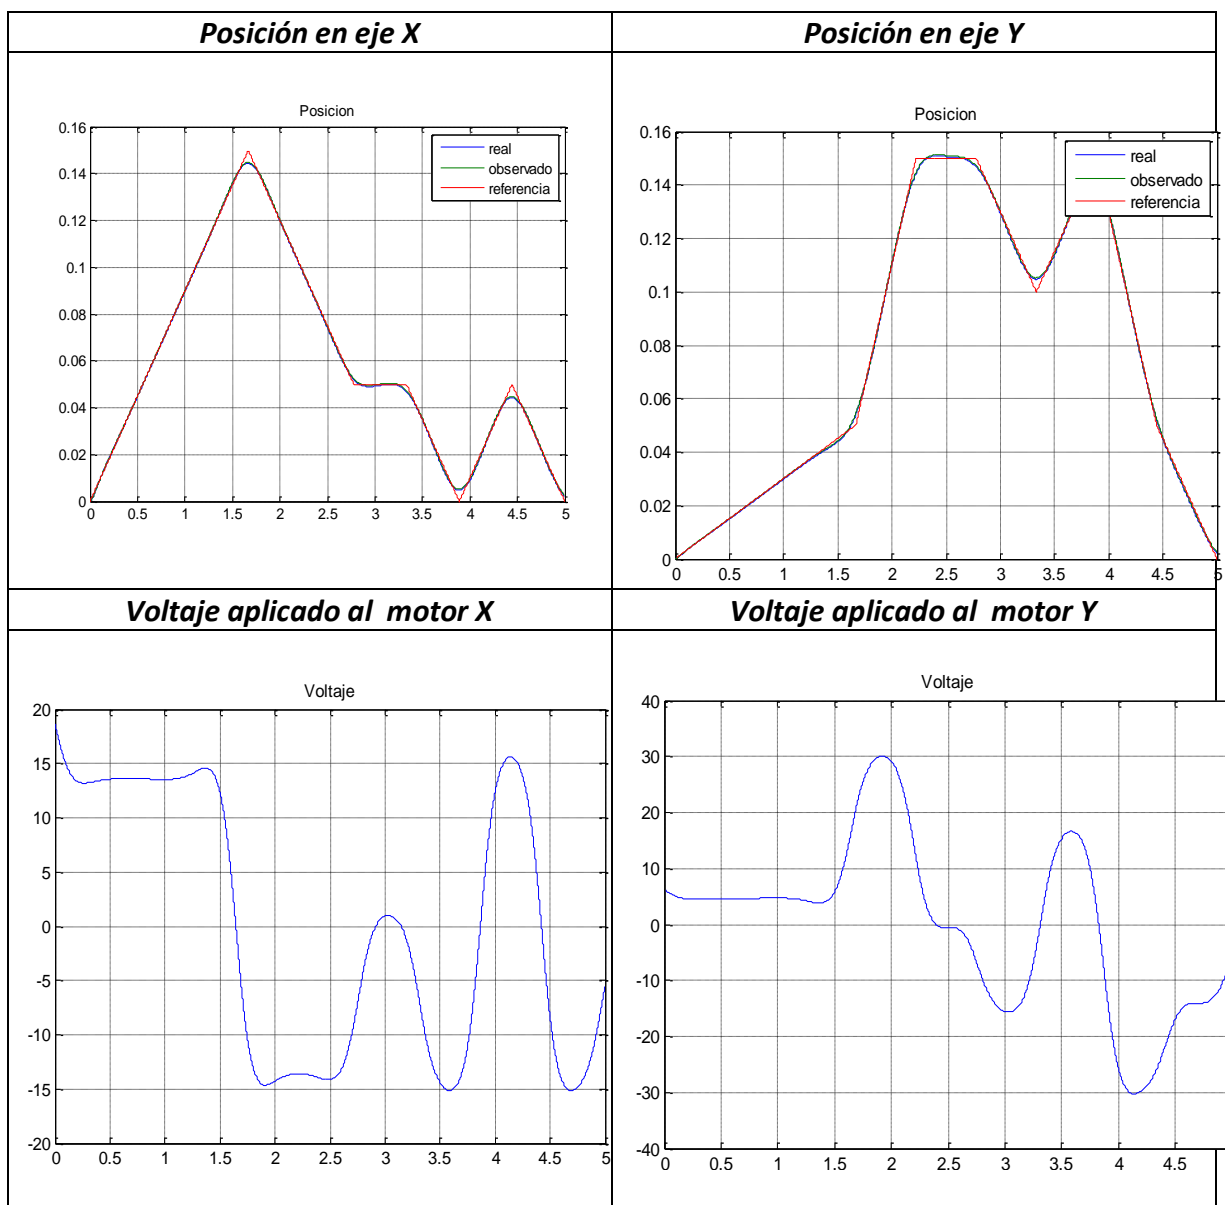 Posición en eje X
Posición en eje Y
Posicion
0.16
0.14
0.12
0.1
0.08
0.06
0.04
0.02
0
0 0.5 1 1.5 2 2.5 3 3.5 4 4.5 5
real
observado
referencia
Posicion
0.16
0.14
0.12
0.1
0.08
0.06
0.04
0.02
0
0 0.5 1 1.5 2 2.5 3 3.5 4 4.5 5
real
observado
referencia
Voltaje aplicado al motor X
Voltaje aplicado al motor Y
Voltaje
20
15
10
5
0
-5
-10
-15
-20
0 0.5 1 1.5 2 2.5 3 3.5 4 4.5 5
Voltaje
40
30
20
10
0
-10
-20
-30
-40
0 0.5 1 1.5 2 2.5 3 3.5 4 4.5